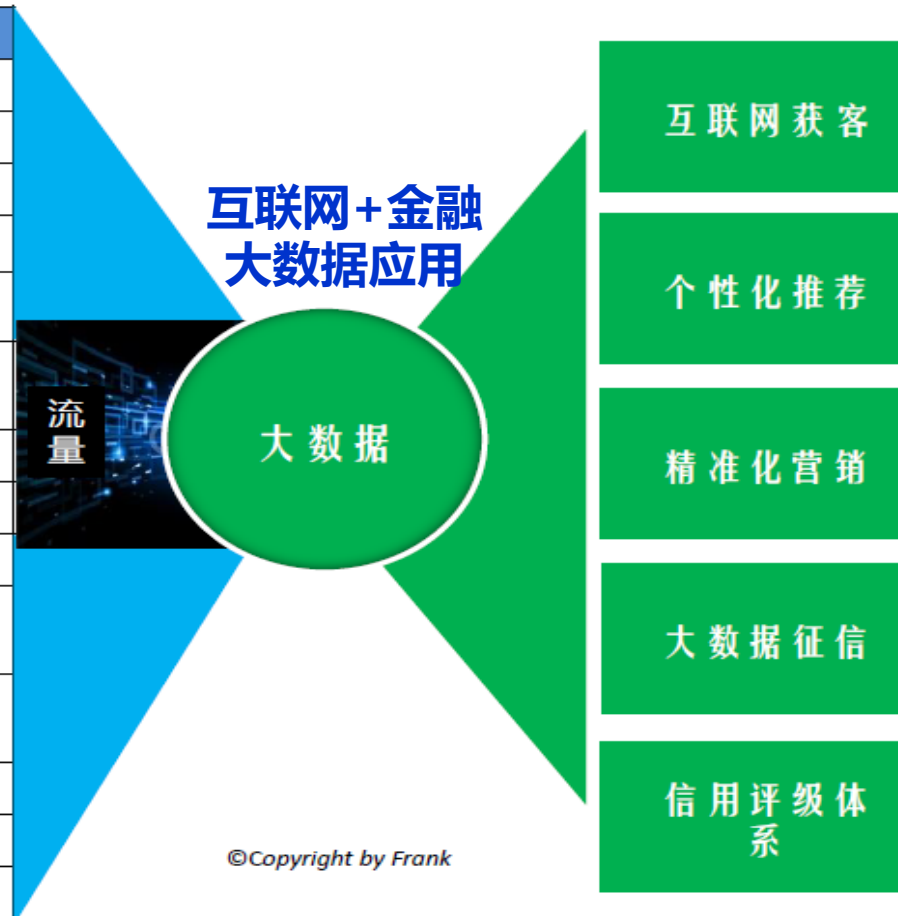 互联网+金融
大数据应用
流
量
大数据
互联网获客
个性化推荐
精准化营销
大数据征信
信用评级体
系
©Copyright by Frank